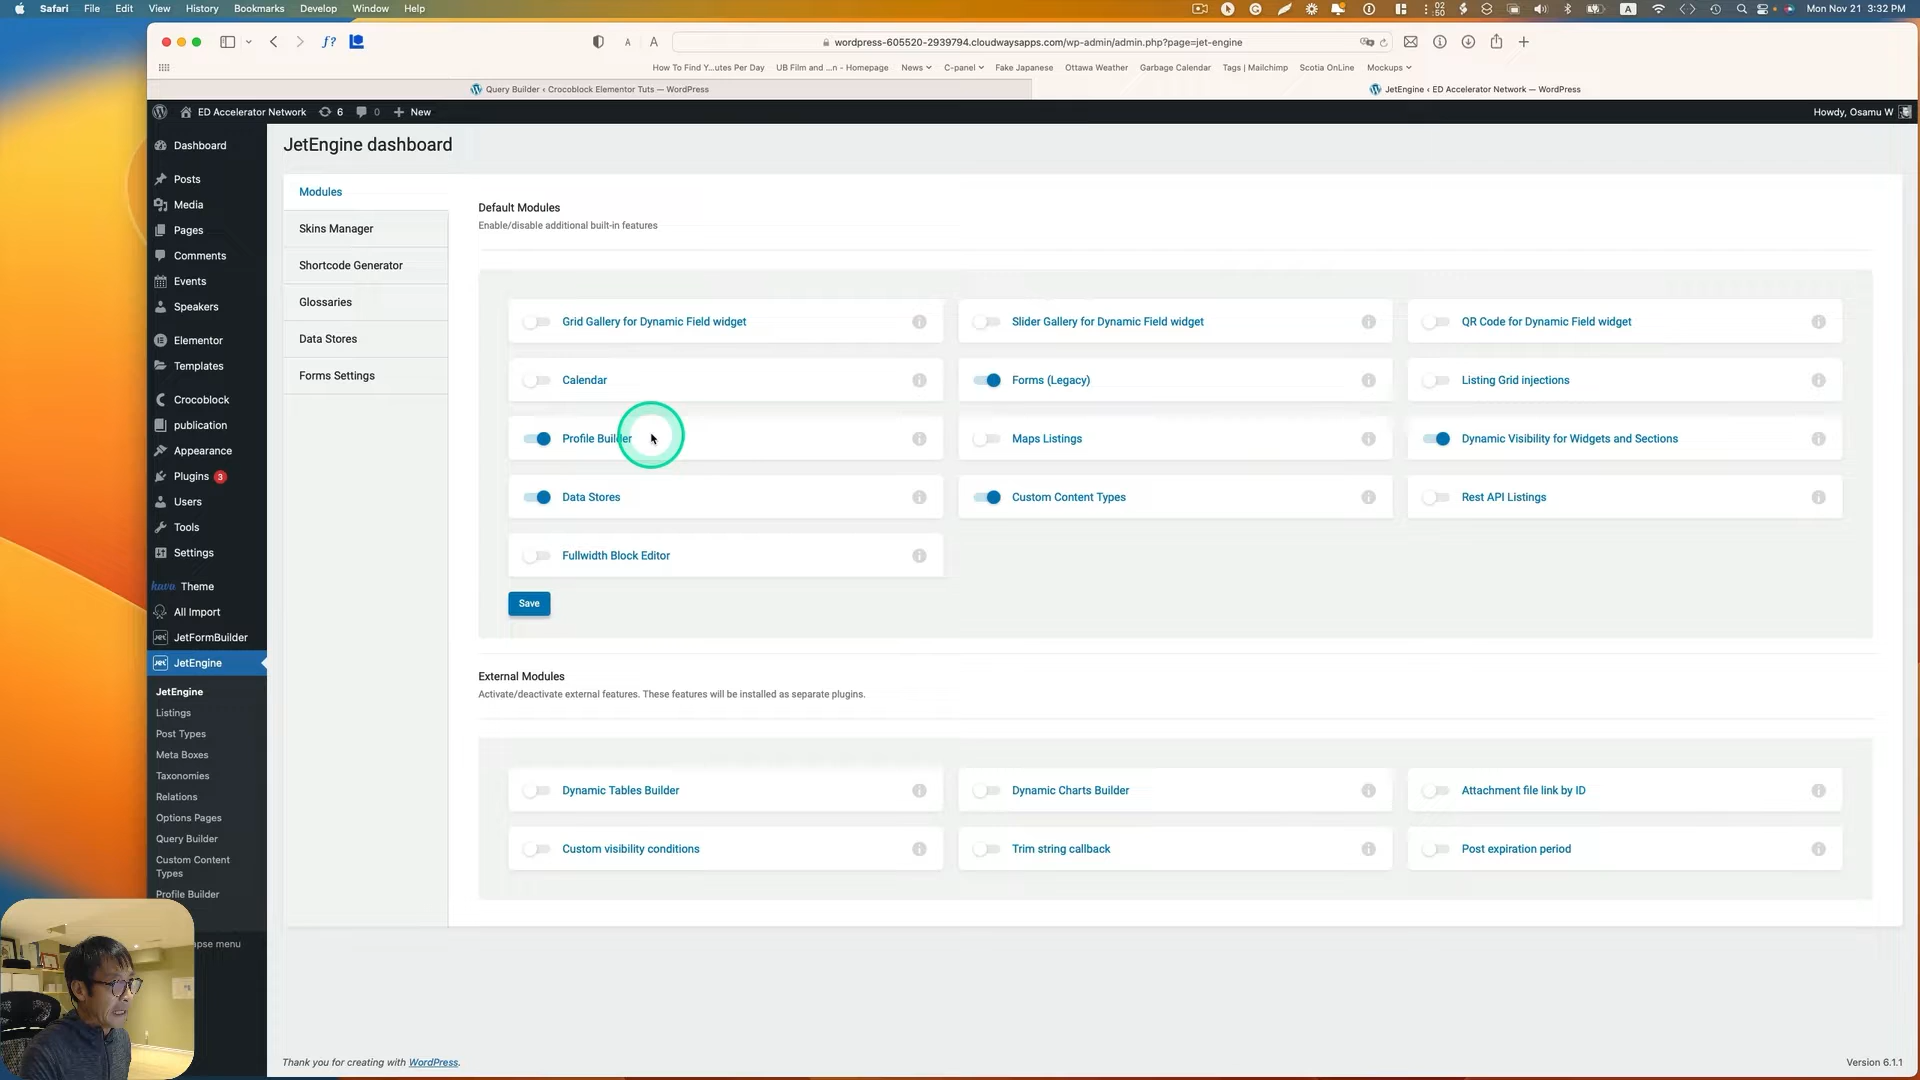 Safari File Edit View History Bookmarks Develop Window Help
02
:50
A
Mon Nov 21 3:32 PM
f?
A A
wordpress-605520-2939794.cloudwaysapps.com/wp-admin/admin.php?page=jet-engine
How To Find Y...utes Per Day UB Film and ...n - Homepage News C-panel Fake Japanese Ottawa Weather Garbage Calendar Tags | Mailchimp Scotia OnLine Mockups
Query Builder ‹ Crocoblock Elementor Tuts — WordPress
JetEngine ‹ ED Accelerator Network — WordPress
ED Accelerator Network 6 0 New
Howdy, Osamu W
Dashboard
Posts
Media
Pages
Comments
Events
Speakers
Elementor
Templates
Crocoblock
publication
Appearance
Plugins 3
Users
Tools
Settings
kava Theme
All Import
JetFormBuilder
JetEngine
JetEngine
Listings
Post Types
Meta Boxes
Taxonomies
Relations
Options Pages
Query Builder
Custom Content
Types
Profile Builder
apse menu
JetEngine dashboard
Modules
Skins Manager
Shortcode Generator
Glossaries
Data Stores
Forms Settings
Default Modules
Enable/disable additional built-in features
Grid Gallery for Dynamic Field widget
Slider Gallery for Dynamic Field widget
QR Code for Dynamic Field widget
Calendar
Forms (Legacy)
Listing Grid injections
Profile Builder
Maps Listings
Dynamic Visibility for Widgets and Sections
Data Stores
Custom Content Types
Rest API Listings
Fullwidth Block Editor
Save
External Modules
Activate/deactivate external features. These features will be installed as separate plugins.
Dynamic Tables Builder
Dynamic Charts Builder
Attachment file link by ID
Custom visibility conditions
Trim string callback
Post expiration period
Thank you for creating with WordPress.
Version 6.1.1